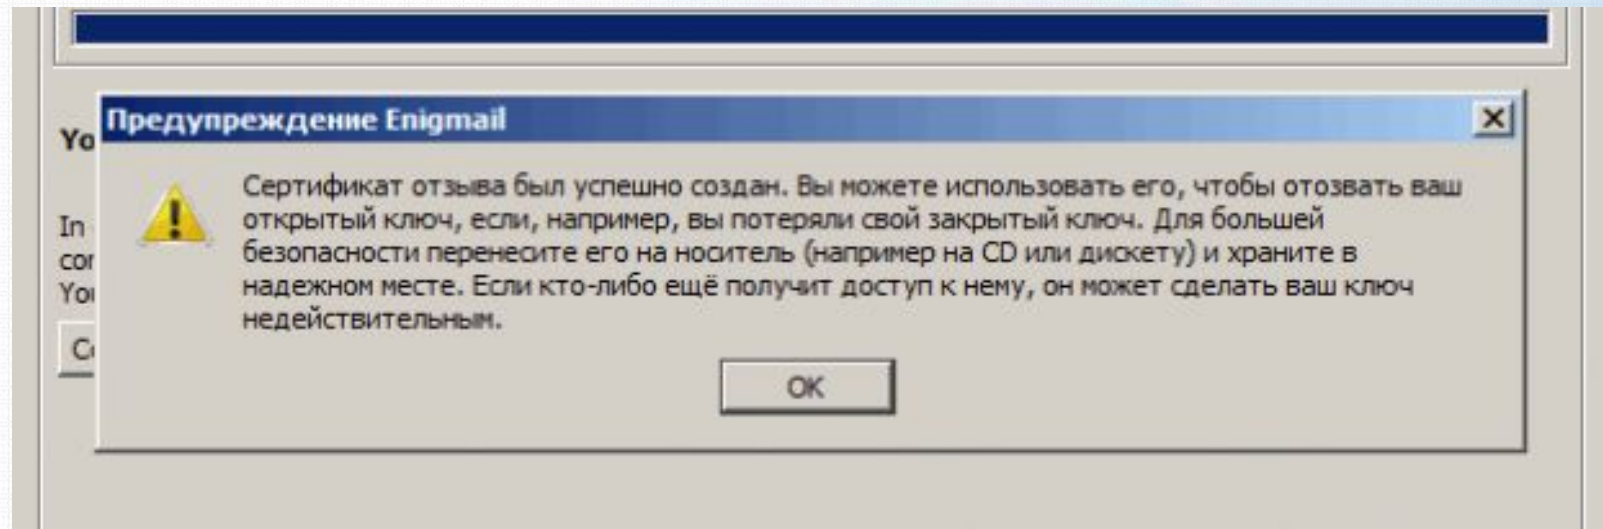 Предупреждение Enigmail
Yo
Сертификат отзыва был успешно создан. Вы можете использовать его, чтобы отозвать ваш
открытый ключ, если, например, вы потеряли свой закрытый ключ. Для большей
безопасности перенесите его на носитель (например на CD или дискету) и храните в
надежном месте. Если кто-либо ещё получит доступ к нему, он может сделать ваш ключ
недействительным.
In
You
OK